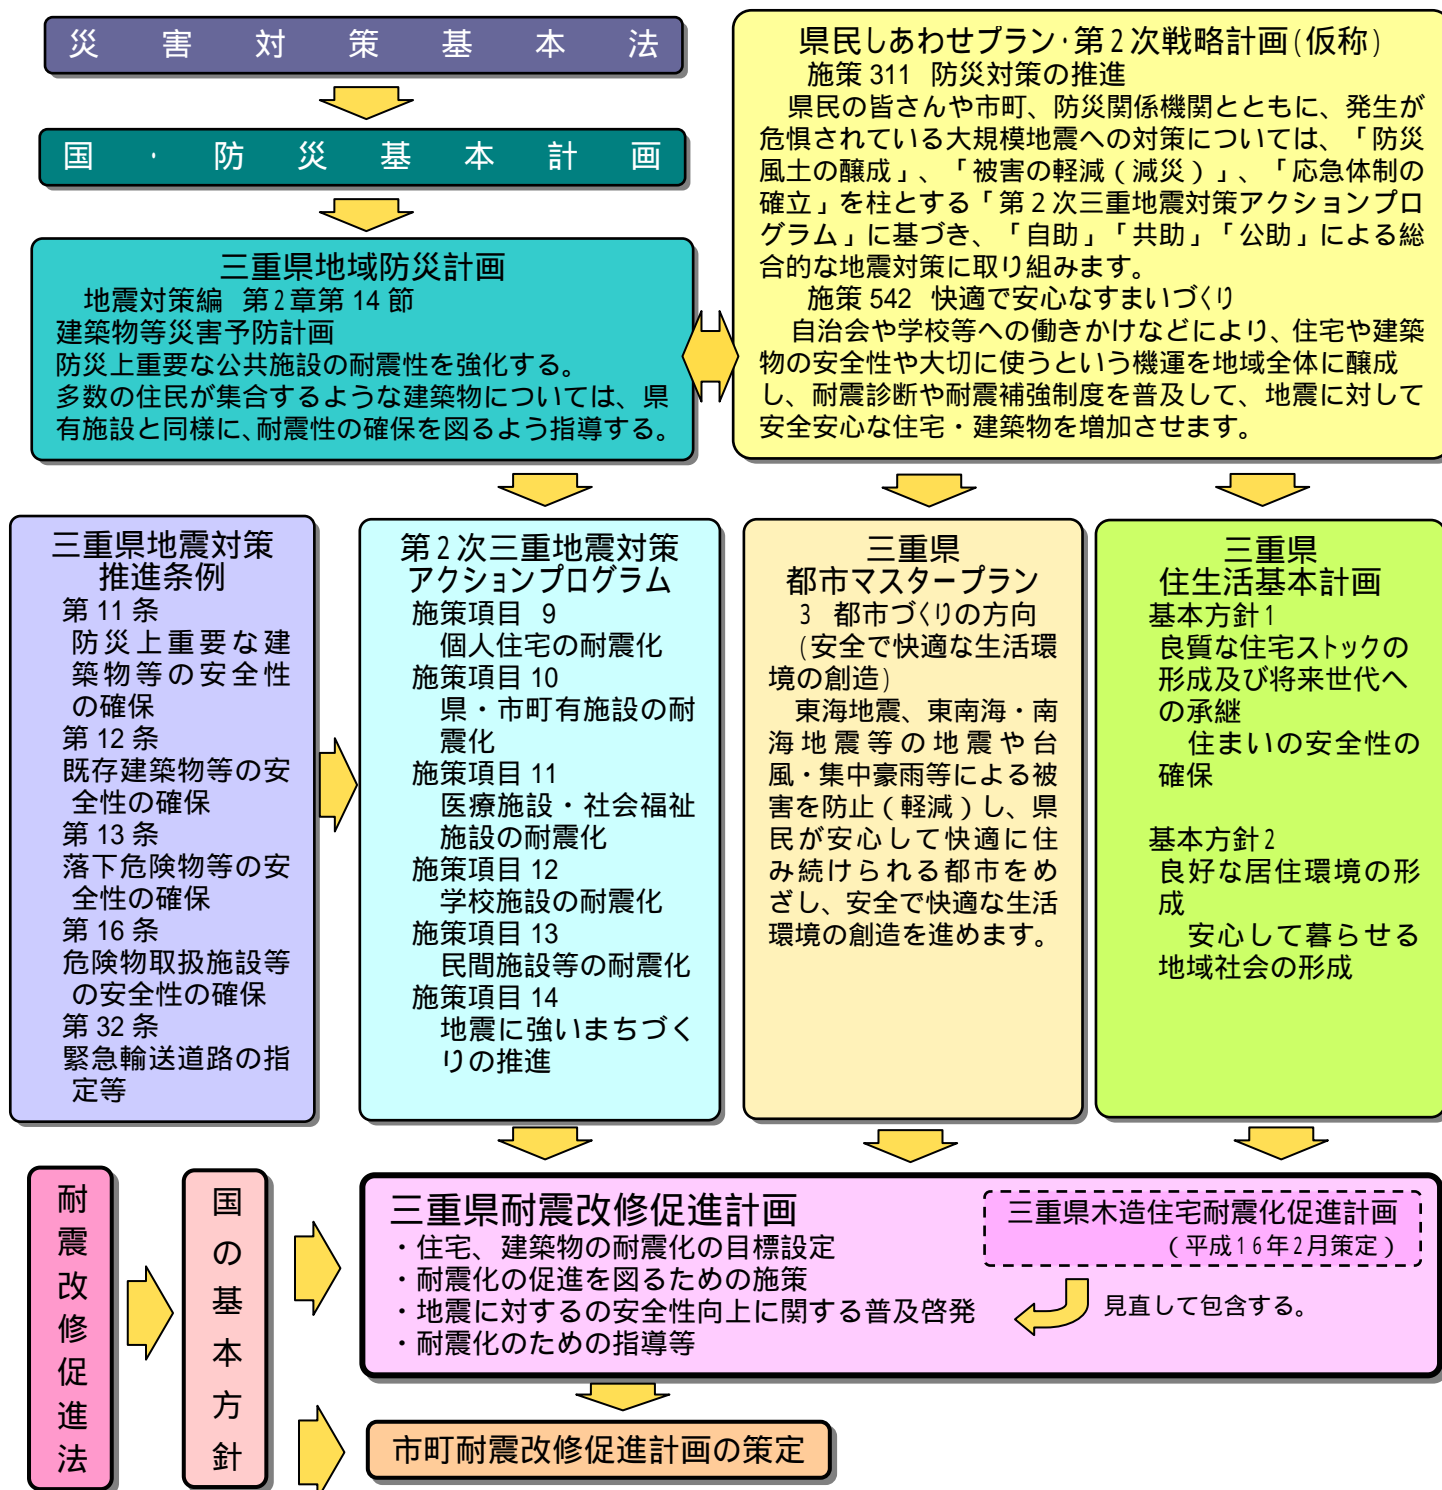 災害対策基本法
国・防災基本計画
三重県地域防災計画
地震対策編 第2章第14節
建築物等災害予防計画
防災上重要な公共施設の耐震性を強化する。
多数の住民が集合するような建築物については、県
有施設と同様に、耐震性の確保を図るよう指導する。
県民しあわせプラン・第2次戦略計画(仮称)
施策 311 防災対策の推進
県民の皆さんや市町、防災関係機関とともに、発生が
危惧されている大規模地震への対策については、「防災
風土の醸成」、「被害の軽減(減災)」、「応急体制の
確立」を柱とする「第2次三重地震対策アクションプロ
グラム」に基づき、「自助」「共助」「公助」による総
合的な地震対策に取り組みます。
施策 542 快適で安心なすまいづくり
自治会や学校等への働きかけなどにより、住宅や建築
物の安全性や大切に使うという機運を地域全体に醸成
し、耐震診断や耐震補強制度を普及して、地震に対して
安全安心な住宅・建築物を増加させます。
三重県地震対策
推進条例
第 11 条
防災上重要な建
築物等の安全性
の確保
第 12 条
既存建築物等の安
全性の確保
第 13 条
落下危険物等の安
全性の確保
第 16 条
危険物取扱施設等
の安全性の確保
第 32 条
緊急輸送道路の指
定等
第2次三重地震対策
アクションプログラム
施策項目 9
個人住宅の耐震化
施策項目 10
県・市町有施設の耐
震化
施策項目 11
医療施設・社会福祉
施設の耐震化
施策項目 12
学校施設の耐震化
施策項目 13
民間施設等の耐震化
施策項目 14
地震に強いまちづく
りの推進
三重県
都市マスタープラン
3 都市づくりの方向
(安全で快適な生活環
境の創造)
東海地震、東南海・南
海地震等の地震や台
風・集中豪雨等による被
害を防止(軽減)し、県
民が安心して快適に住
み続けられる都市をめ
ざし、安全で快適な生活
環境の創造を進めます。
三重県
住生活基本計画
基本方針1
良質な住宅ストックの
形成及び将来世代へ
の承継
住まいの安全性の
確保
基本方針2
良好な居住環境の形
成
安心して暮らせる
地域社会の形成
耐震改修促進法
国の基本方針
三重県耐震改修促進計画
・住宅、建築物の耐震化の目標設定
・耐震化の促進を図るための施策
・地震に対するの安全性向上に関する普及啓発
・耐震化のための指導等
三重県木造住宅耐震化促進計画
(平成16年2月策定)
見直して包含する。
市町耐震改修促進計画の策定